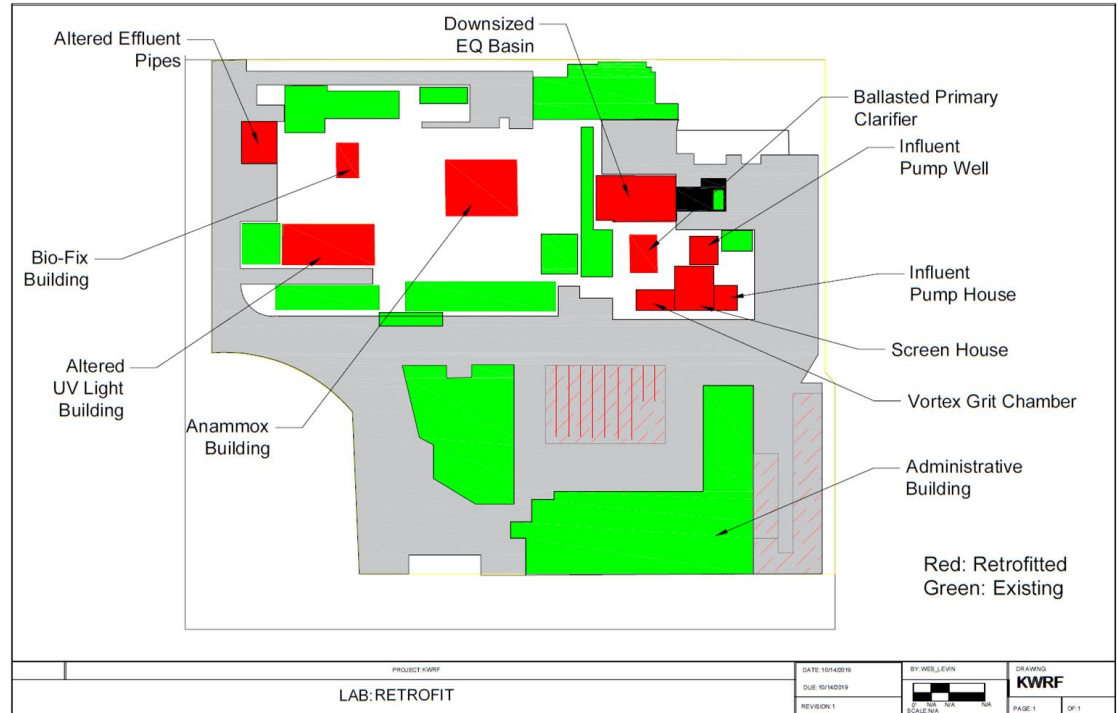 Downsized
EQ Basin
Altered Effluent
Pipes
Ballasted Primary
Clarifier
Influent
Pump Well
Bio-Fix
Building
Influent
Pump House
Altered
UV Light
Building
Screen House
Anammox
Building
Vortex Grit Chamber
Administrative
Building
Red: Retrofitted
Green: Existing
PROJECT:KWRF
LAB:RETROFIT
DATE:10/14/2019
DUE:10/14/2019
REVISION:1
BY:WES_LEVIN
0' N/A N/A N/A
SCALE:N/A
DRAWING
KWRF
PAGE:1
OF:1